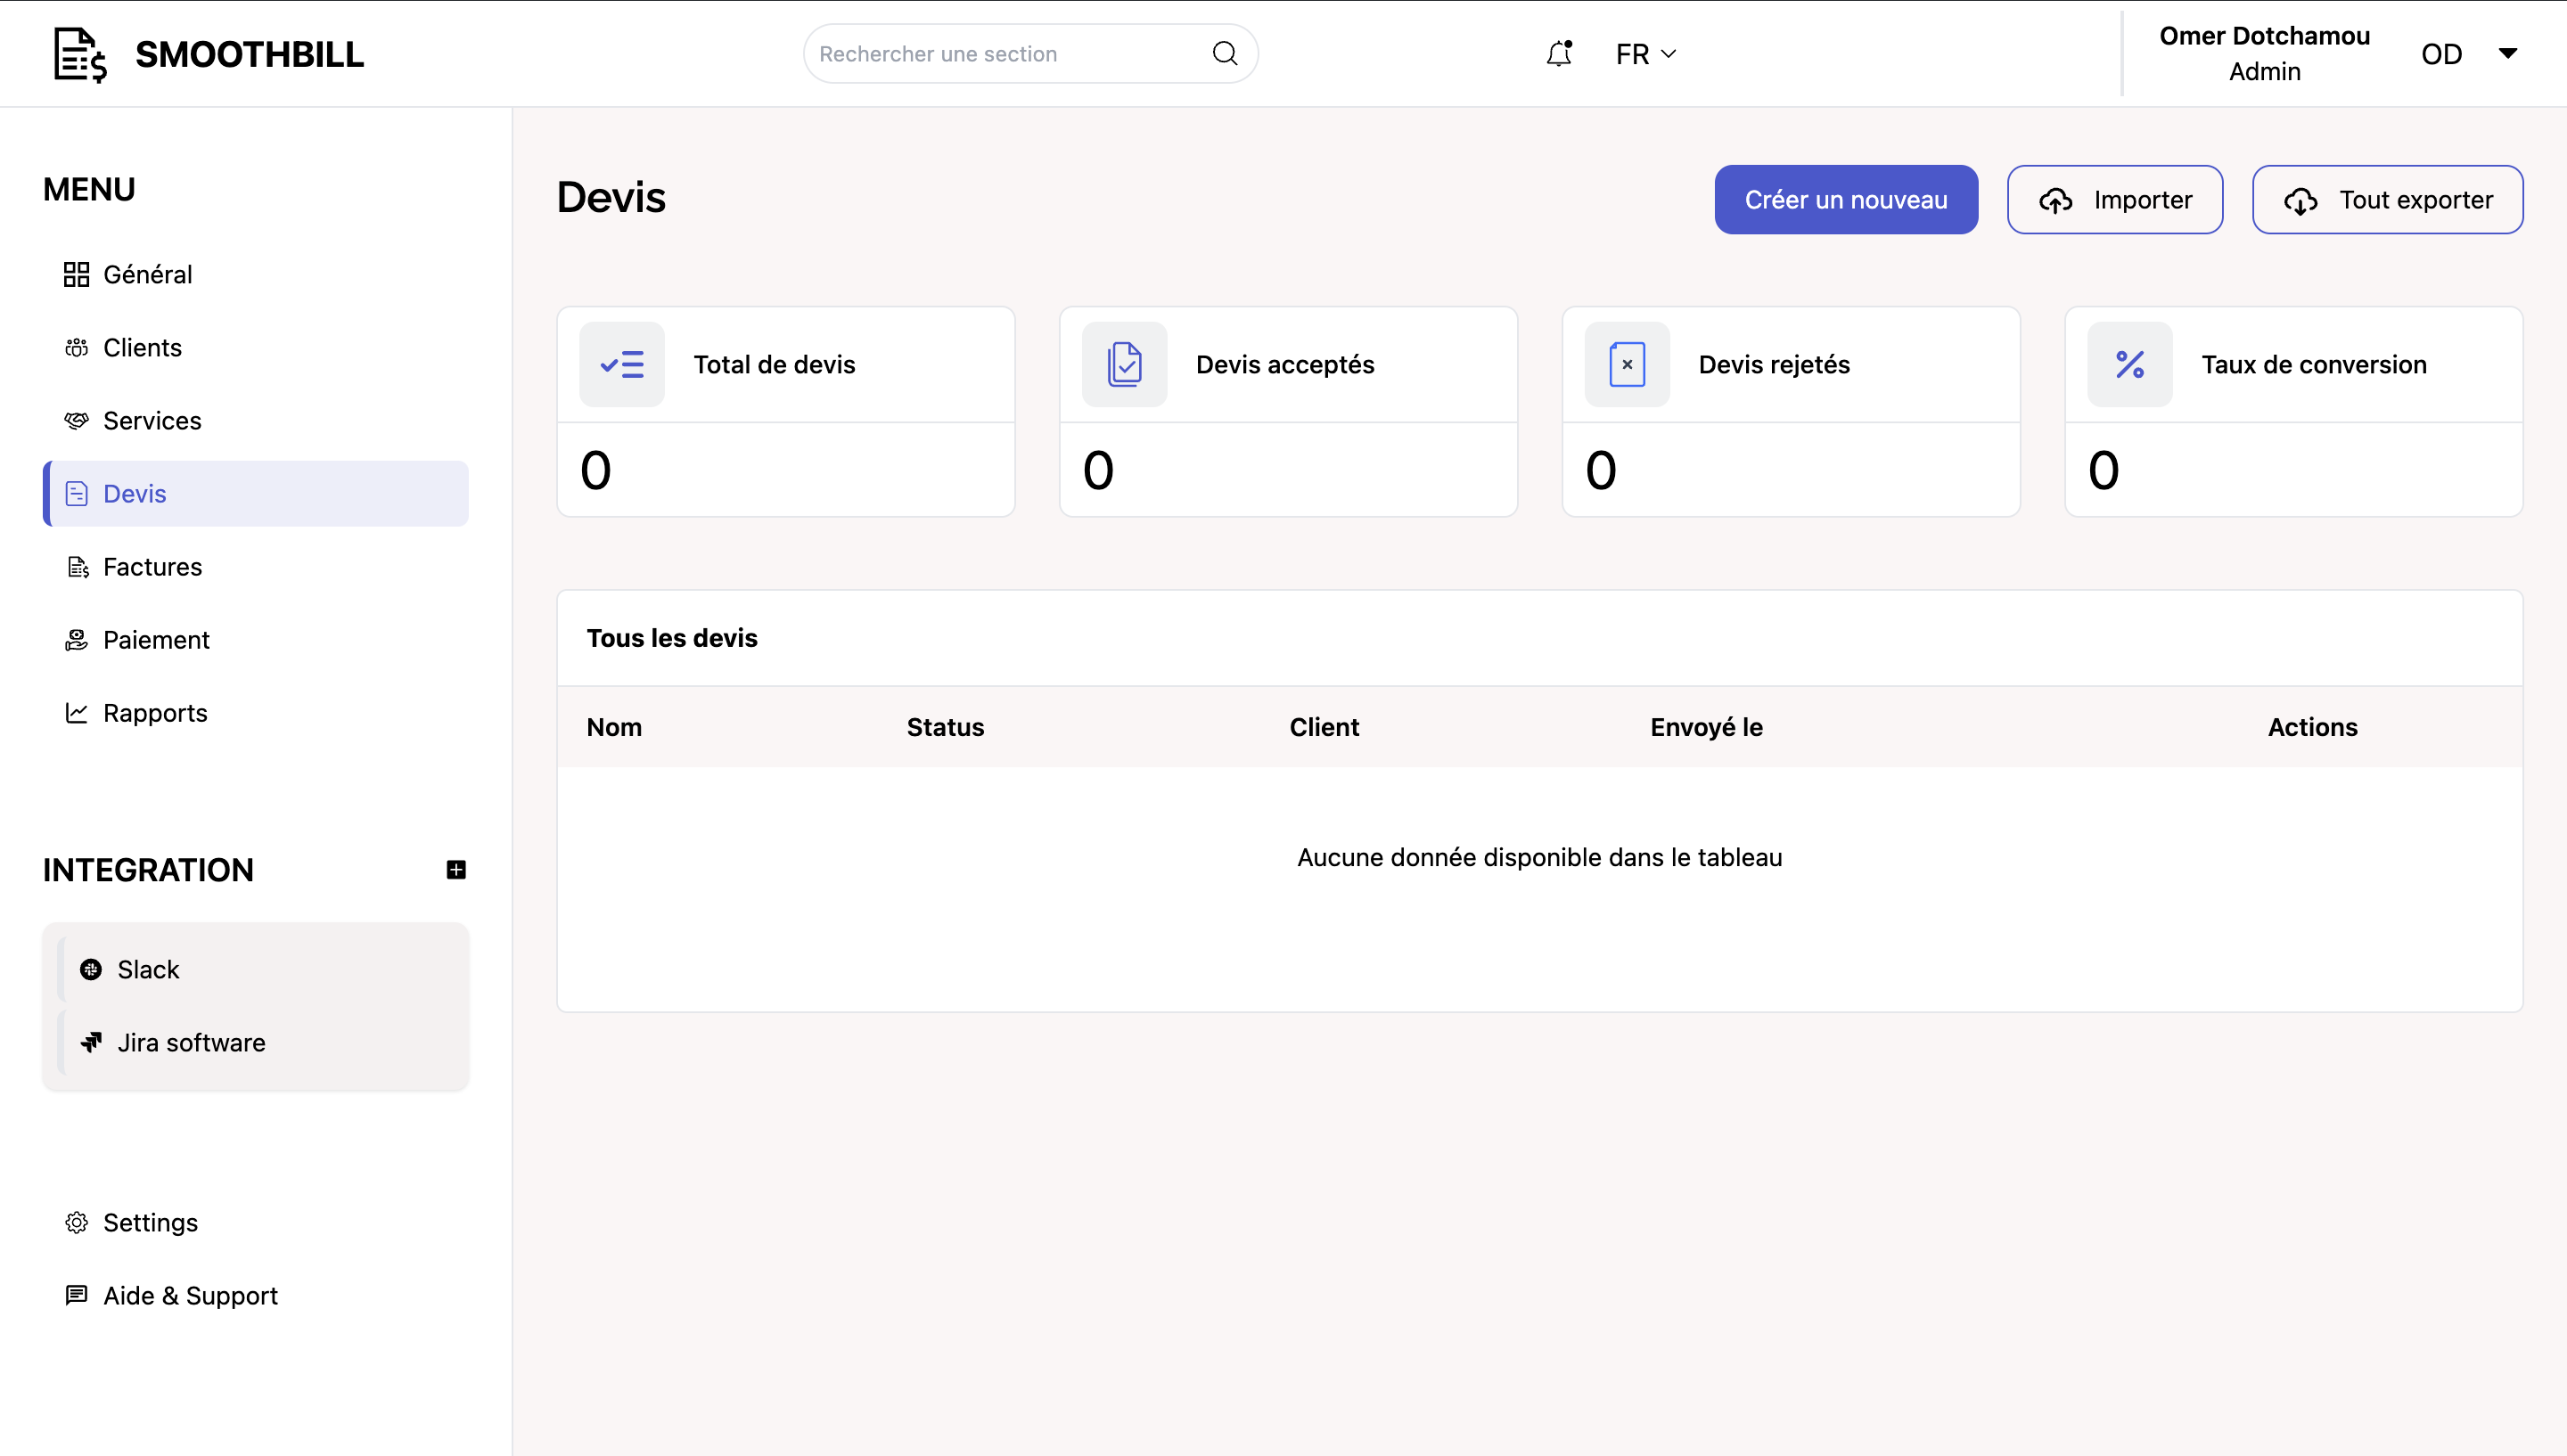 SMOOTHBILL
Rechercher une section
FR
Omer Dotchamou
Admin
OD
MENU
Général
Clients
Services
Devis
Factures
Paiement
Rapports
INTEGRATION
Slack
Jira software
Settings
Aide & Support
Devis
Créer un nouveau
Importer
Tout exporter
Total de devis
0
Devis acceptés
0
Devis rejetés
0
Taux de conversion
0
Tous les devis
Nom Status Client Envoyé le Actions
Aucune donnée disponible dans le tableau